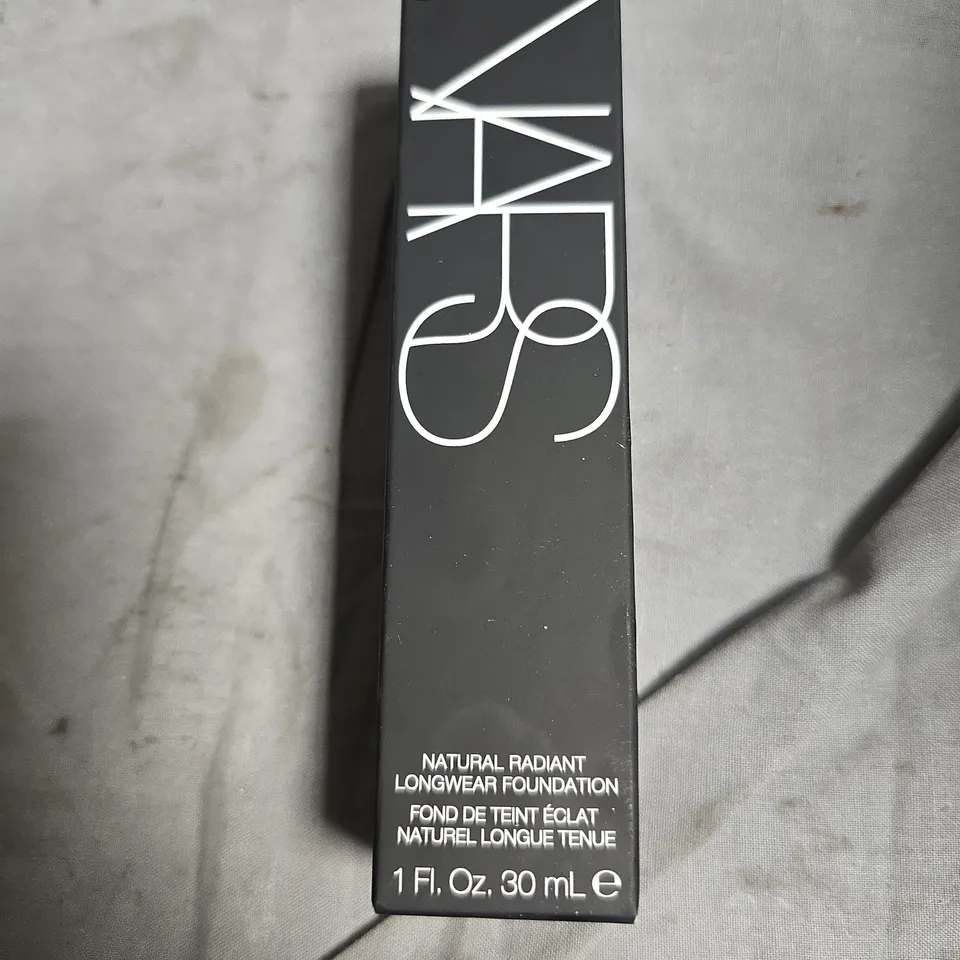 NARS
NATURAL RADIANT
LONGWEAR FOUNDATION
FOND DE TEINT ÉCLAT
NATUREL LONGUE TENUE
1 Fl. Oz. 30 mL ℮